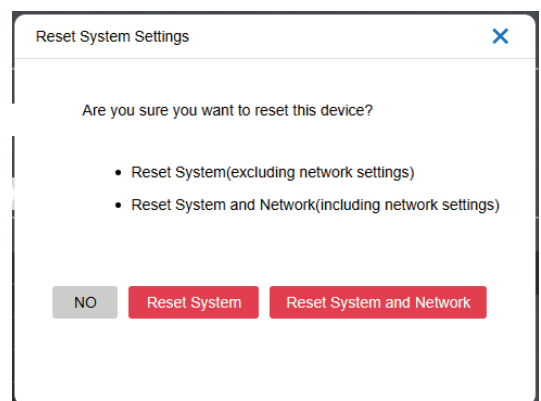 Reset System Settings
Are you sure you want to reset this device?
Reset System(excluding network settings)
Reset System and Network(including network settings)
NO Reset System Reset System and Network